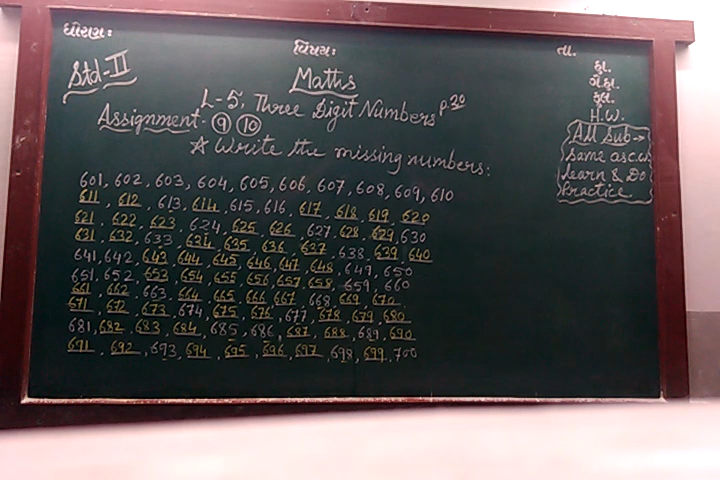 ધોરણ:
વિષય:
તા.
Std-II
Maths
હા.
ગે.હા.
કુલ
L-5, Three Digit Numbers p.20
Assignment- 9 10
H.W.
All Sub→
Same as c.w.
Learn & Do
Practice
☆ Write the missing numbers:
601, 602, 603, 604, 605, 606, 607, 608, 609, 610
611, 612, 613, 614, 615, 616, 617, 618, 619, 620
621, 622, 623, 624, 625, 626, 627, 628, 629, 630
631, 632, 633, 634, 635, 636, 637, 638, 639, 640
641, 642, 643, 644, 645, 646, 647, 648, 647, 650
651, 652, 653, 654, 655, 656, 657, 658, 659, 660
661, 662, 663, 664, 665, 666, 667, 668, 669, 670
671, 672, 673, 674, 675, 676, 677, 678, 679, 680
681, 682, 683, 684, 685, 686, 687, 688, 689, 690
691, 692, 693, 694, 695, 696, 697, 698, 699, 700